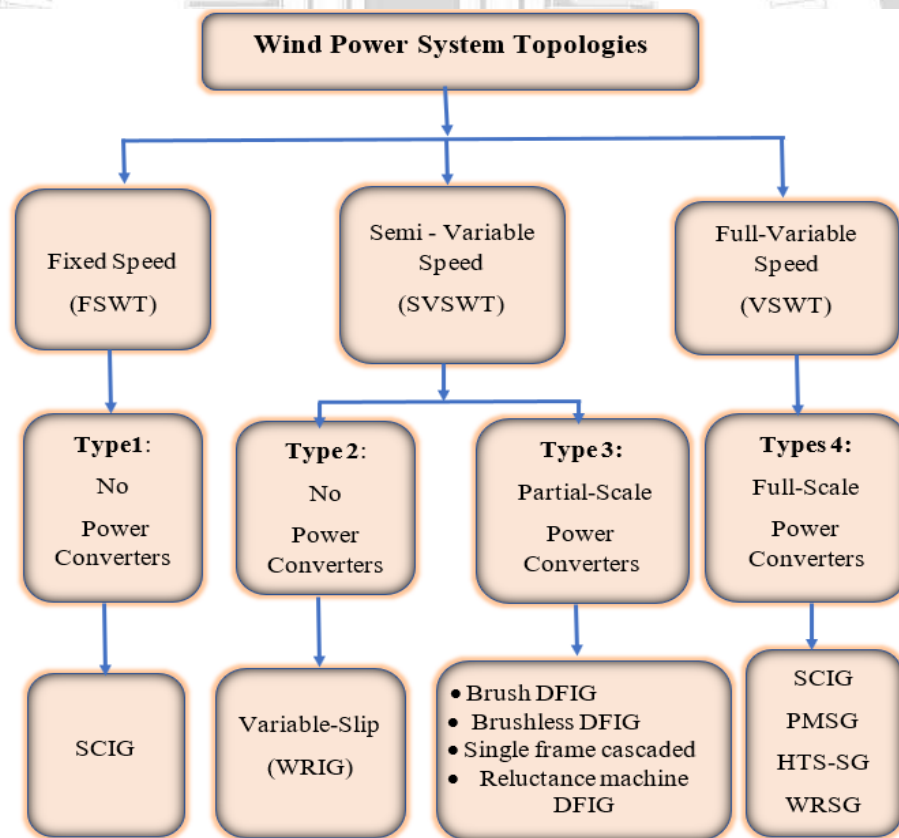 Wind Power System Topologies
Fixed Speed
(FSWT)
Semi - Variable
Speed
(SVSWT)
Full-Variable
Speed
(VSWT)
Type1:
No
Power
Converters
Type 2:
No
Power
Converters
Type 3:
Partial-Scale
Power
Converters
Types 4:
Full-Scale
Power
Converters
SCIG
Variable-Slip
(WRIG)
• Brush DFIG
• Brushless DFIG
• Single frame cascaded
• Reluctance machine
DFIG
SCIG
PMSG
HTS-SG
WRSG